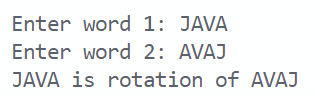 Enter word 1: JAVA
Enter word 2: AVAJ
JAVA is rotation of AVAJ